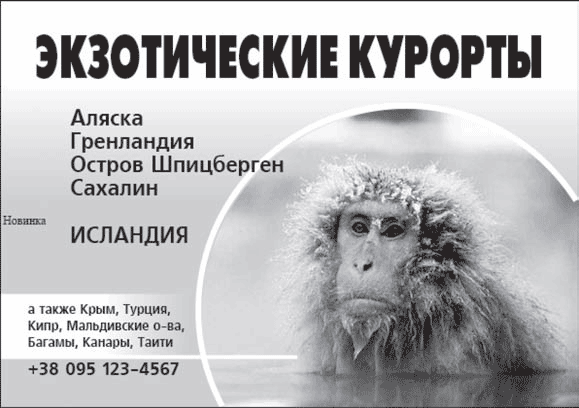 ЭКЗОТИЧЕСКИЕ КУРОРТЫ
Аляска
Гренландия
Остров Шпицберген
Сахалин
Новинка
ИСЛАНДИЯ
а также Крым, Турция,
Кипр, Мальдивские о-ва,
Багамы, Канары, Таити
+38 095 123-4567